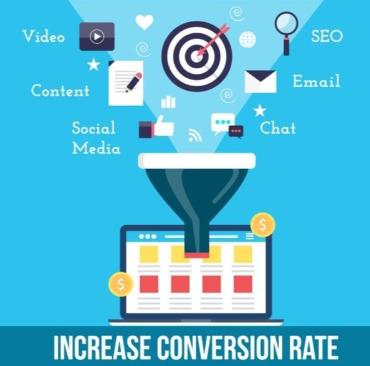 Video
SEO
Content
Email
Social
Media
Chat
$
$
INCREASE CONVERSION RATE